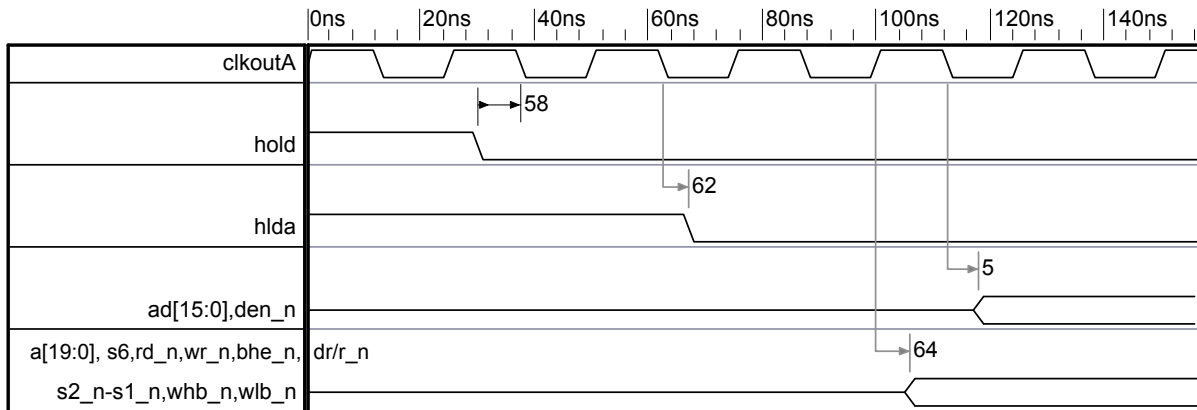 0ns 20ns 40ns 60ns 80ns 100ns 120ns 140ns
clkoutA
58
hold
62
hlda
5
ad[15:0],den_n
a[19:0], s6,rd_n,wr_n,bhe_n, dr/r_n
64
s2_n-s1_n,whb_n,wlb_n